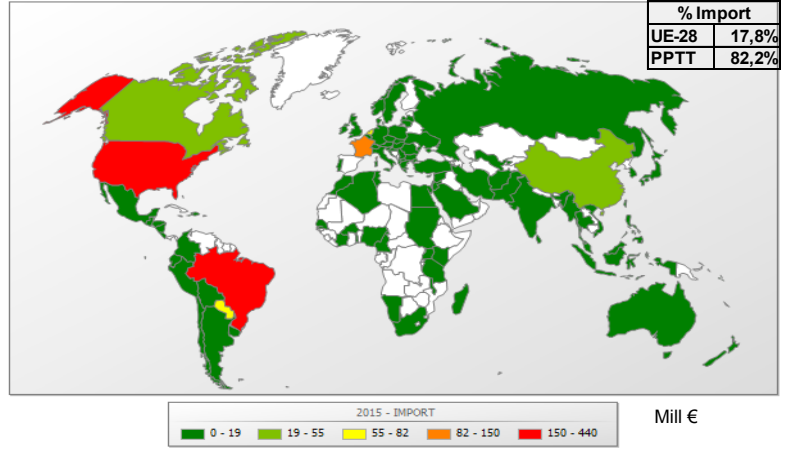 % Import
UE-28 17,8%
PPTT 82,2%
2015 - IMPORT
0 - 19 19 - 55 55 - 82 82 - 150 150 - 440
Mill €